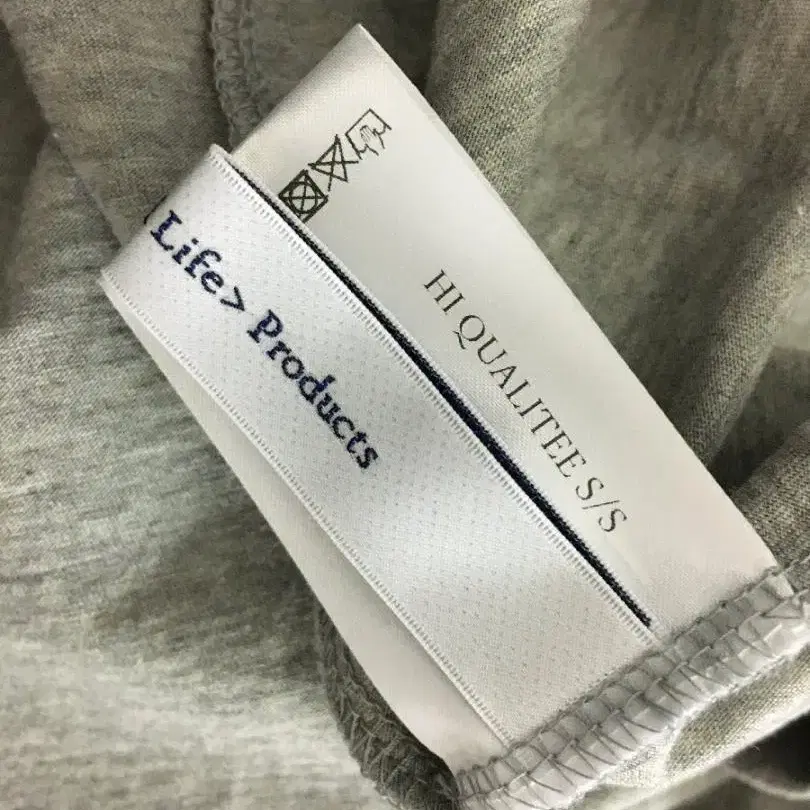 Life> Products
HI QUALITEE S/S